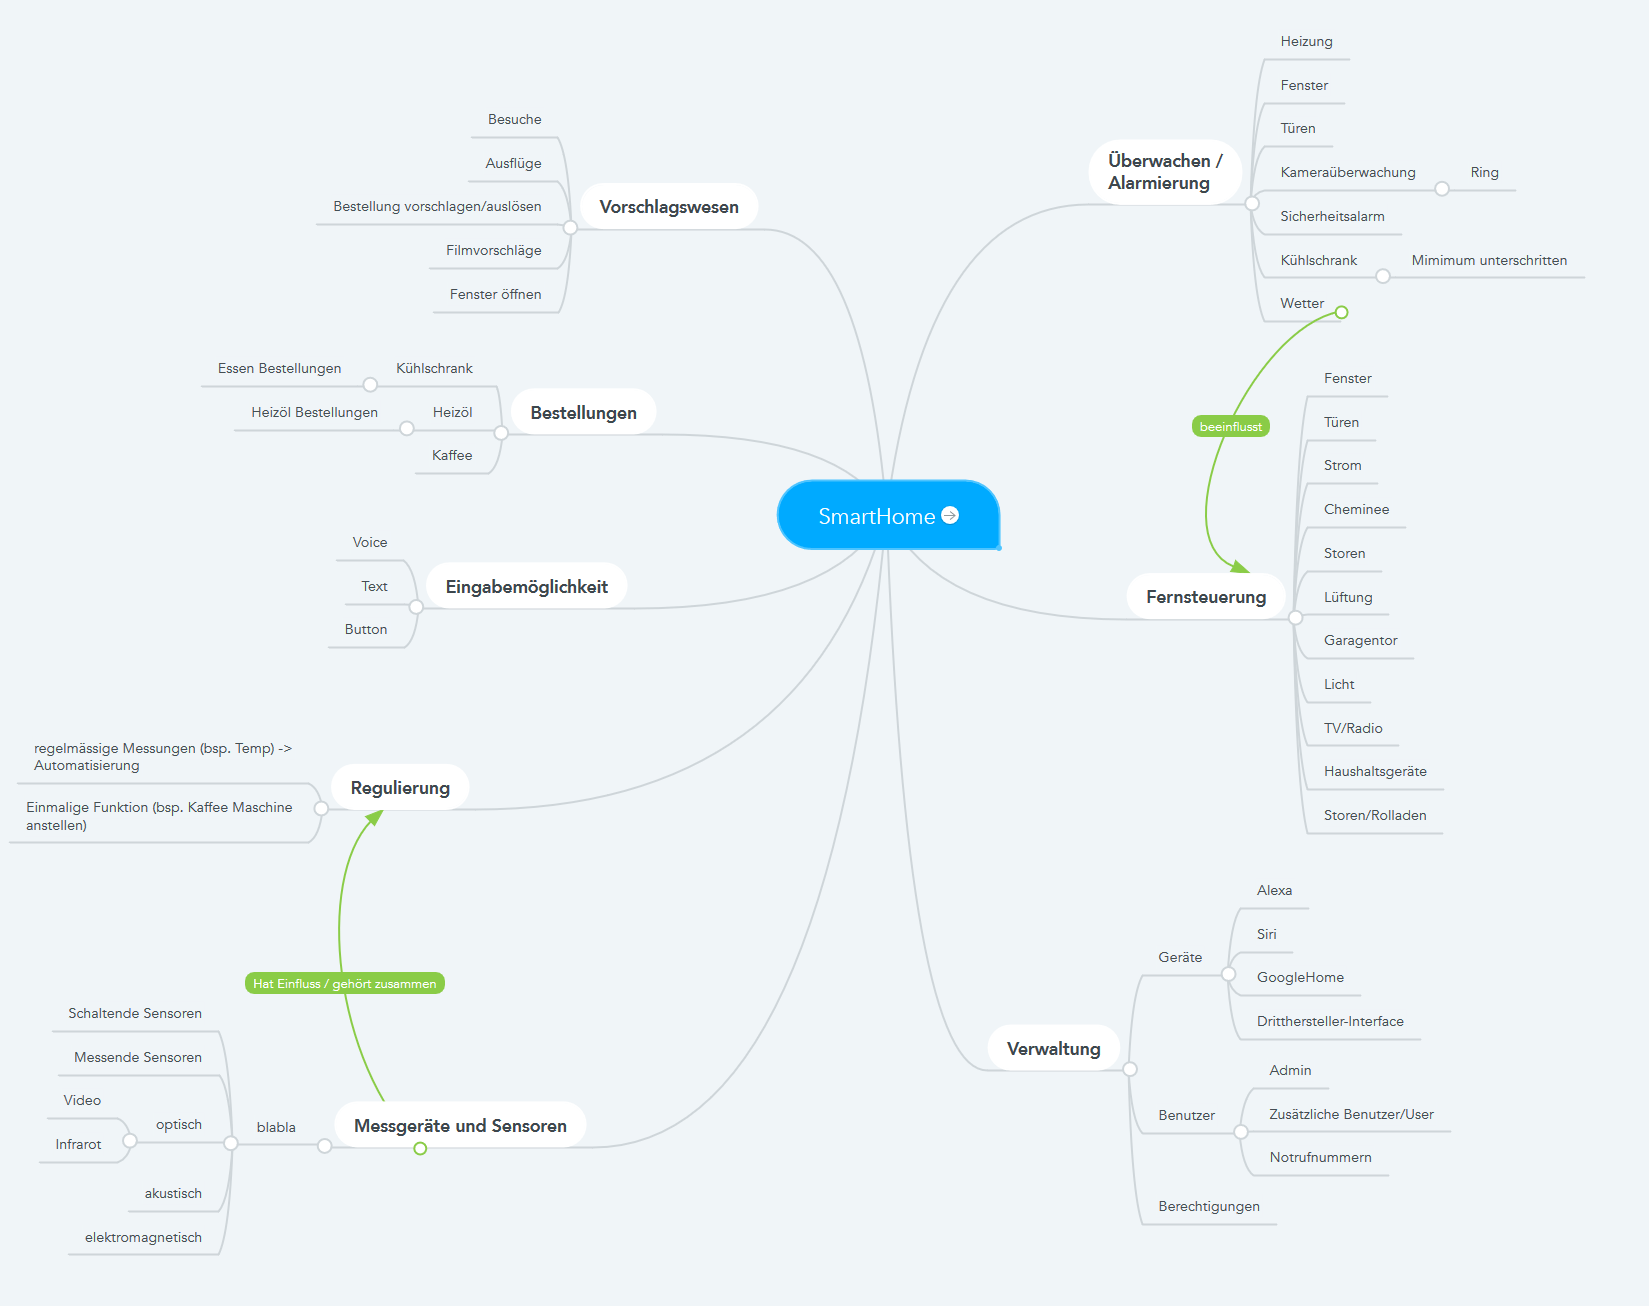 SmartHome
Vorschlagswesen
Besuche
Ausflüge
Bestellung vorschlagen/auslösen
Filmvorschläge
Fenster öffnen
Bestellungen
Kühlschrank
Essen Bestellungen
Heizöl
Heizöl Bestellungen
Kaffee
Eingabemöglichkeit
Voice
Text
Button
Regulierung
regelmässige Messungen (bsp. Temp) ->
Automatisierung
Einmalige Funktion (bsp. Kaffee Maschine
anstellen)
Hat Einfluss / gehört zusammen
Messgeräte und Sensoren
blabla
Schaltende Sensoren
Messende Sensoren
optisch
Video
Infrarot
akustisch
elektromagnetisch
Überwachen /
Alarmierung
Heizung
Fenster
Türen
Kameraüberwachung
Ring
Sicherheitsalarm
Kühlschrank
Mimimum unterschritten
Wetter
beeinflusst
Fernsteuerung
Fenster
Türen
Strom
Cheminee
Storen
Lüftung
Garagentor
Licht
TV/Radio
Haushaltsgeräte
Storen/Rolladen
Verwaltung
Geräte
Alexa
Siri
GoogleHome
Dritthersteller-Interface
Benutzer
Admin
Zusätzliche Benutzer/User
Notrufnummern
Berechtigungen